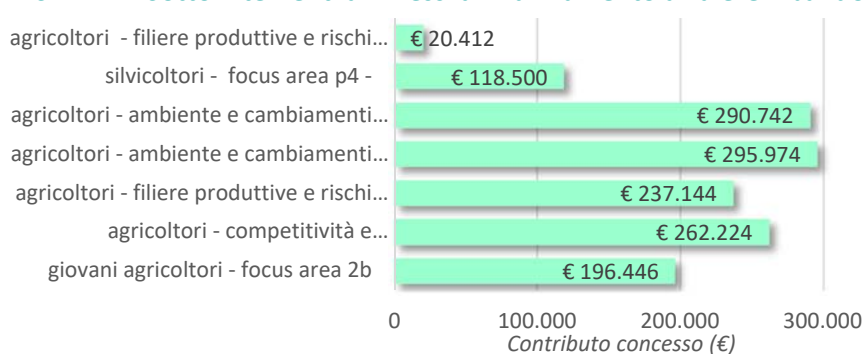 agricoltori - filiere produttive e rischi... € 20.412
silvicoltori - focus area p4 - € 118.500
agricoltori - ambiente e cambiamenti... € 290.742
agricoltori - ambiente e cambiamenti... € 295.974
agricoltori - filiere produttive e rischi... € 237.144
agricoltori - competitività e... € 262.224
giovani agricoltori - focus area 2b € 196.446
0 100.000 200.000 300.000
Contributo concesso (€)